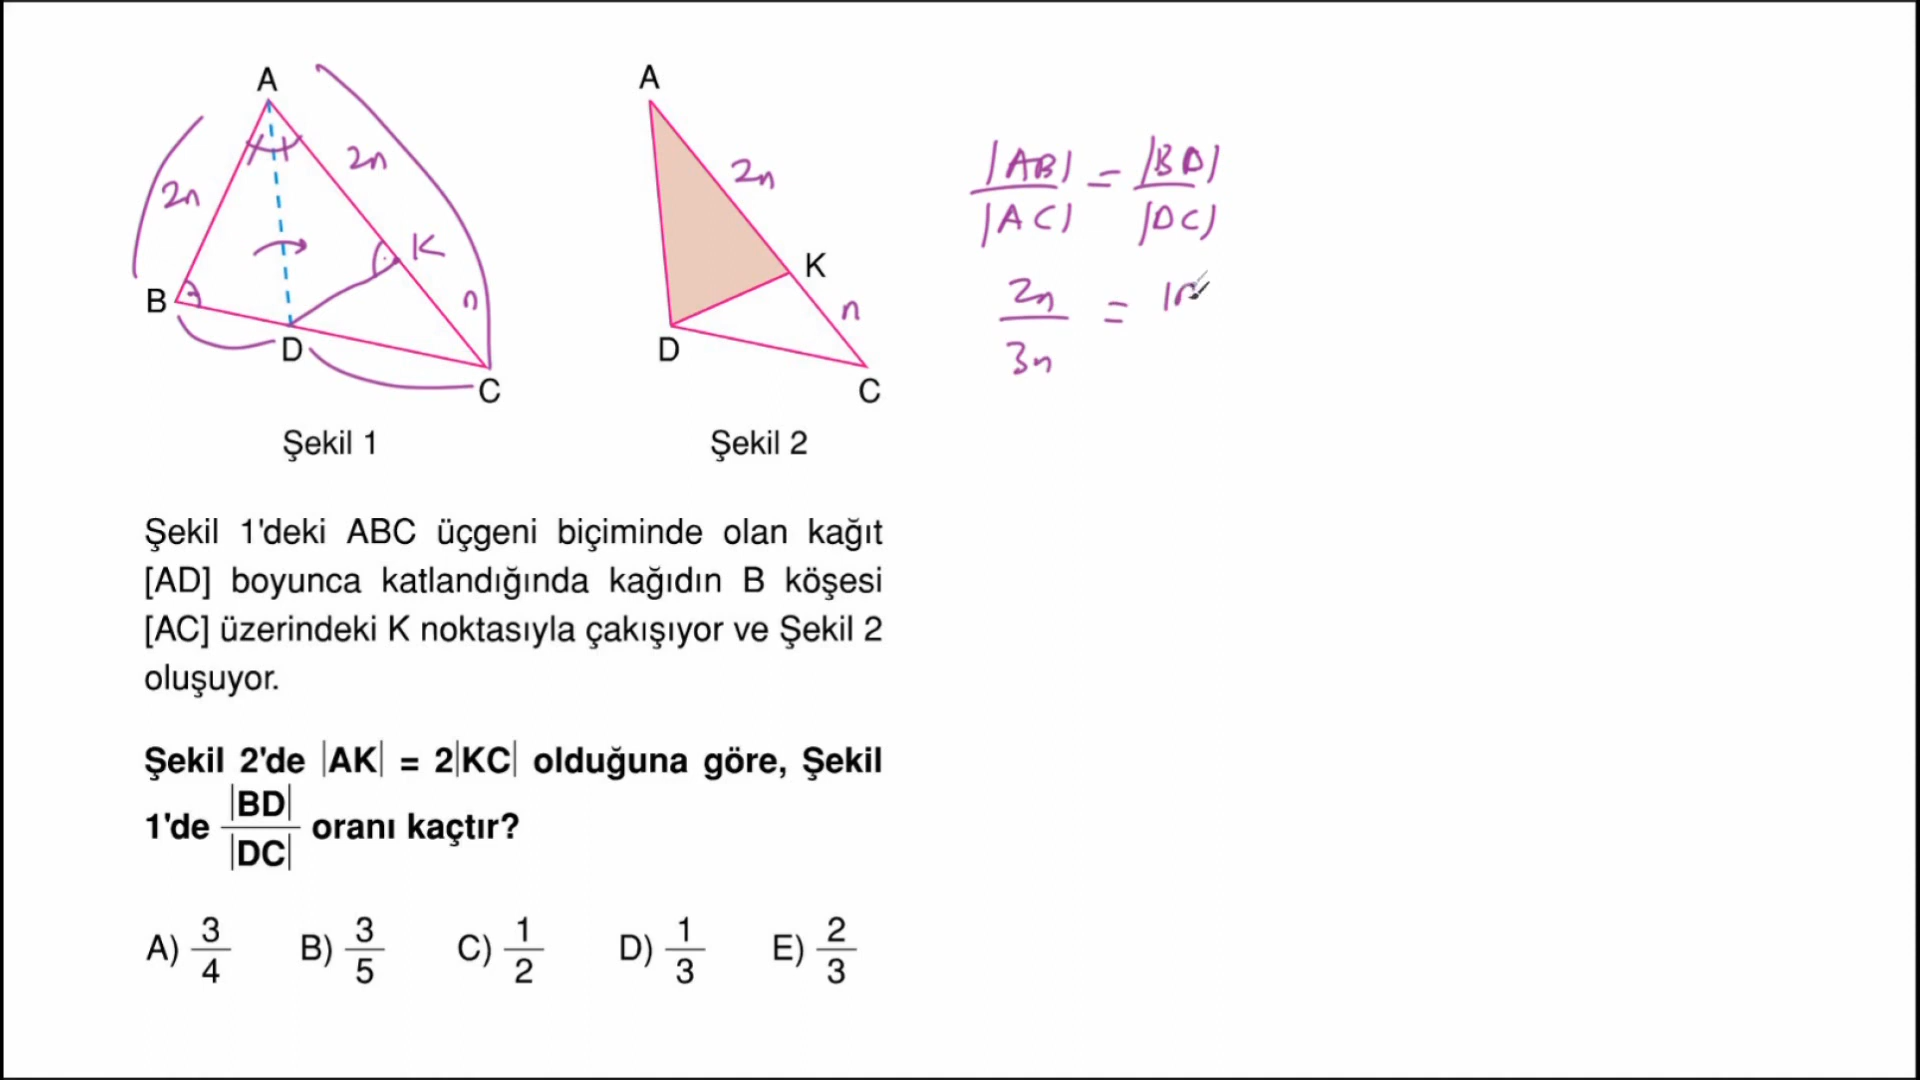 A
2n
2n
K
B
n
D
C
Şekil 1
A
2n
K
n
D
C
Şekil 2
|AB| / |AC| = |BD| / |DC|
2n / 3n =
Şekil 1'deki ABC üçgeni biçiminde olan kağıt
[AD] boyunca katlandığında kağıdın B köşesi
[AC] üzerindeki K noktasıyla çakışıyor ve Şekil 2
oluşuyor.
Şekil 2'de |AK| = 2|KC| olduğuna göre, Şekil
1'de |BD| / |DC| oranı kaçtır?
A) 3/4 B) 3/5 C) 1/2 D) 1/3 E) 2/3